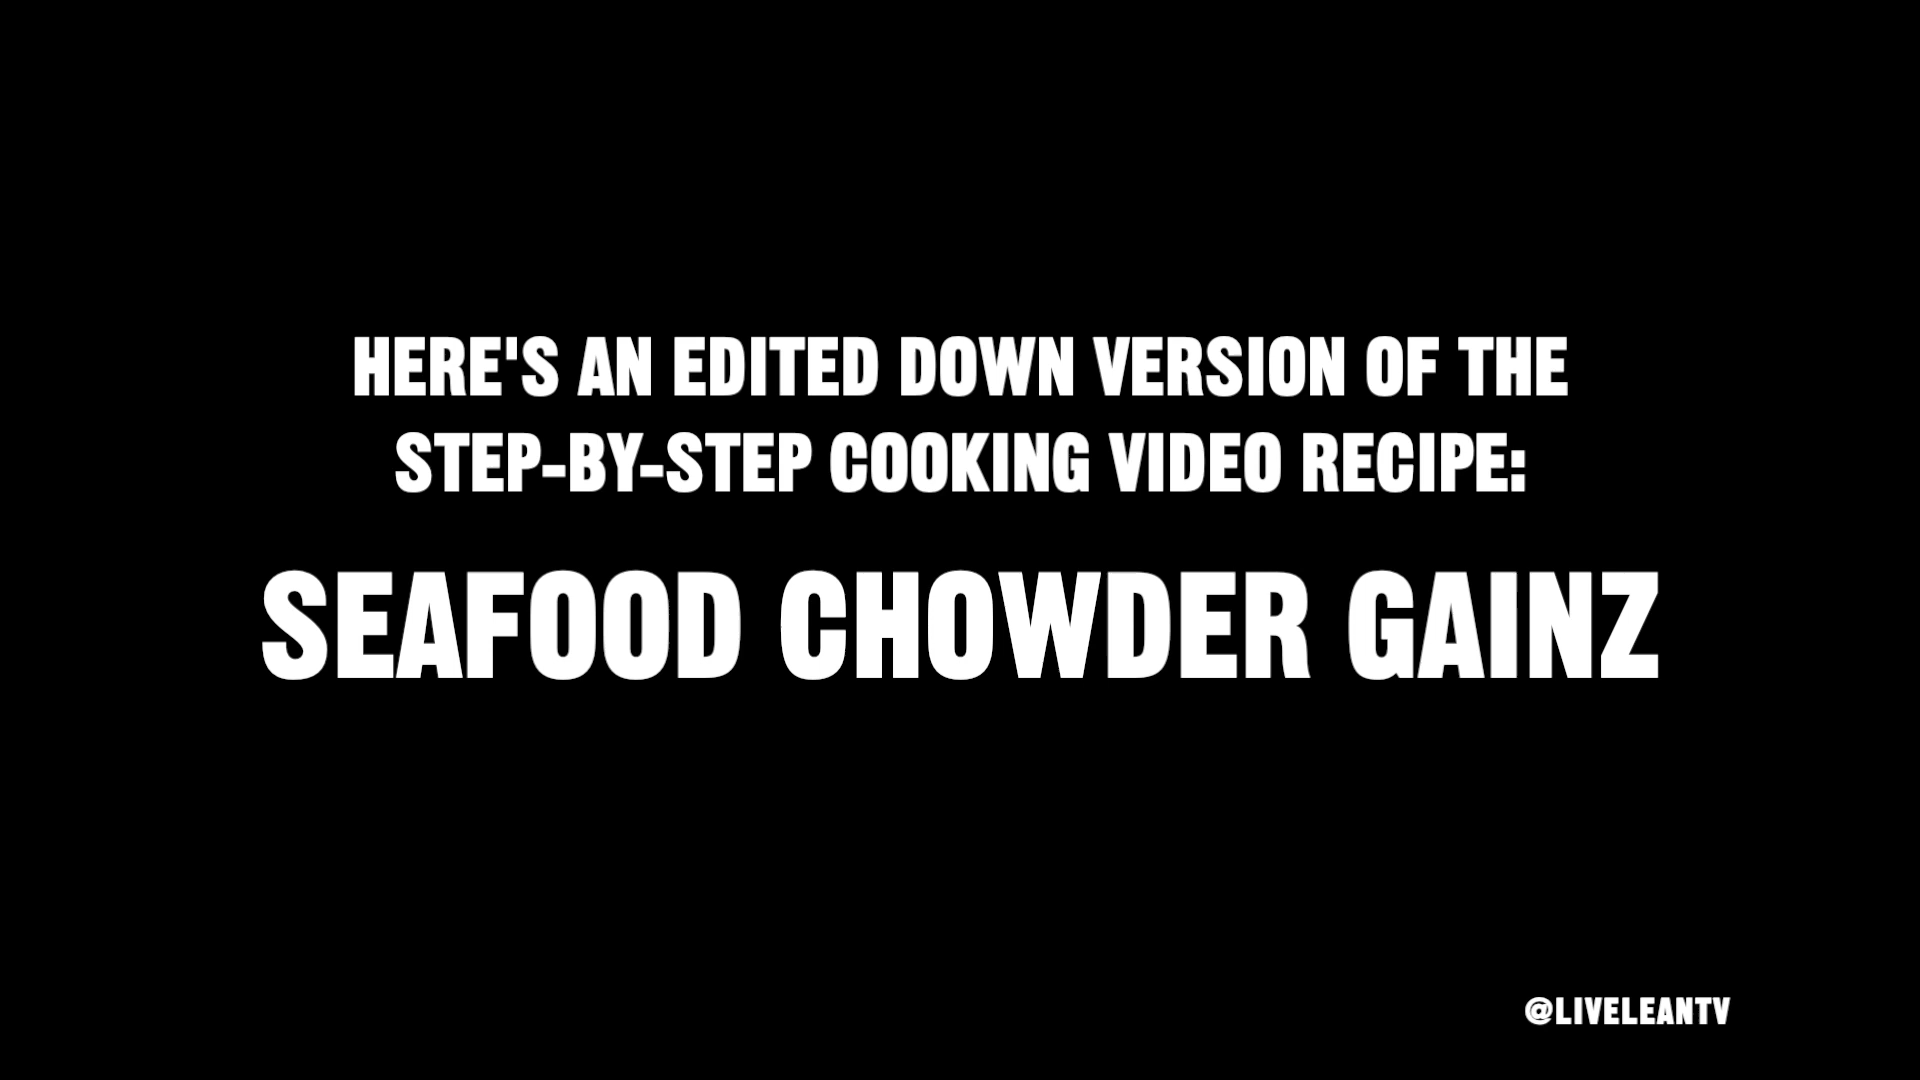 HERE'S AN EDITED DOWN VERSION OF THE
STEP-BY-STEP COOKING VIDEO RECIPE:
SEAFOOD CHOWDER GAINZ
@LIVELEANTV